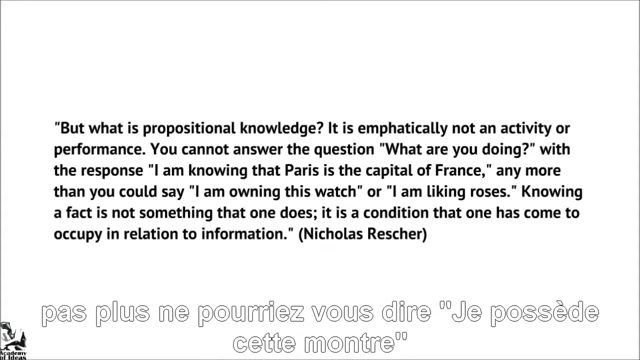 "But what is propositional knowledge? It is emphatically not an activity or
performance. You cannot answer the question "What are you doing?" with
the response "I am knowing that Paris is the capital of France," any more
than you could say "I am owning this watch" or "I am liking roses." Knowing
a fact is not something that one does; it is a condition that one has come to
occupy in relation to information." (Nicholas Rescher)
pas plus ne pourriez vous dire "Je possède
cette montre"
Academy
of Ideas